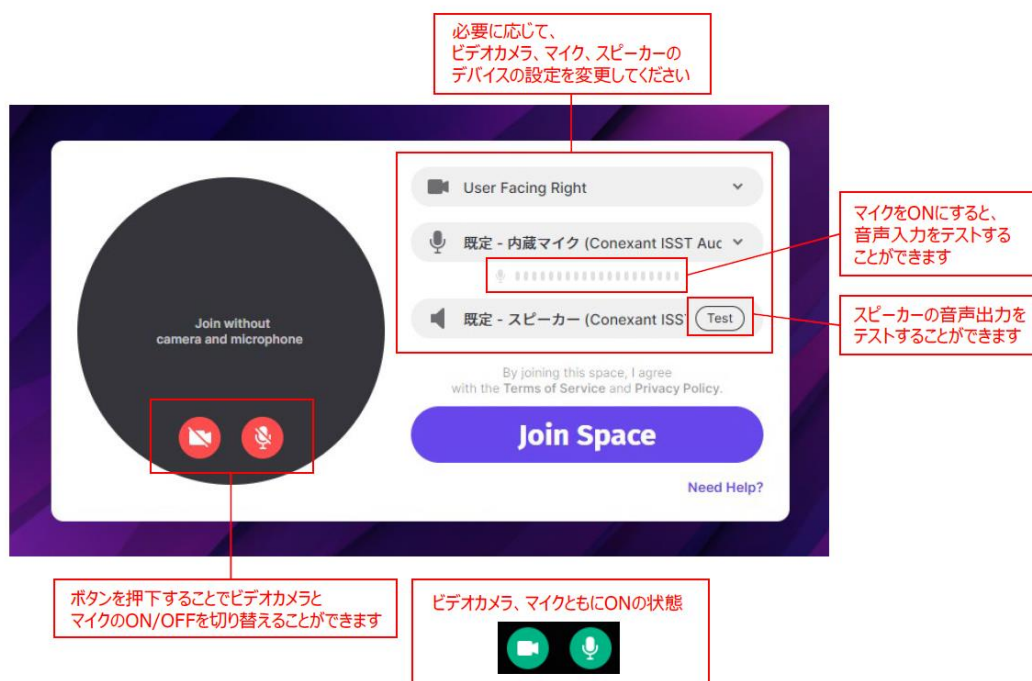 必要に応じて、
ビデオカメラ、マイク、スピーカーの
デバイスの設定を変更してください
User Facing Right
既定 - 内蔵マイク (Conexant ISST Aud
マイクをONにすると、
音声入力をテストする
ことができます
既定 - スピーカー (Conexant ISS
Test
スピーカーの音声出力を
テストすることができます
Join without
camera and microphone
By joining this space, I agree
with the Terms of Service and Privacy Policy.
Join Space
Need Help?
ボタンを押下することでビデオカメラと
マイクのON/OFFを切り替えることができます
ビデオカメラ、マイクともにONの状態